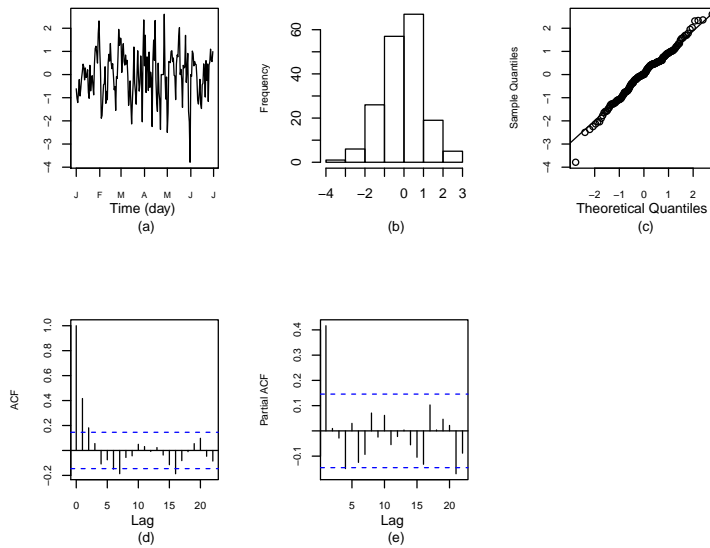 2
1
0
−1
−2
−3
−4
J F M A M J J
Time (day)
(a)
Frequency
60
40
20
0
−4 −2 0 1 2 3
(b)
Sample Quantiles
2
1
0
−1
−2
−3
−4
−2 −1 0 1 2
Theoretical Quantiles
(c)
ACF
1.0
0.8
0.6
0.4
0.2
−0.2
0 5 10 15 20
Lag
(d)
Partial ACF
0.4
0.3
0.2
0.1
−0.1
5 10 15 20
Lag
(e)